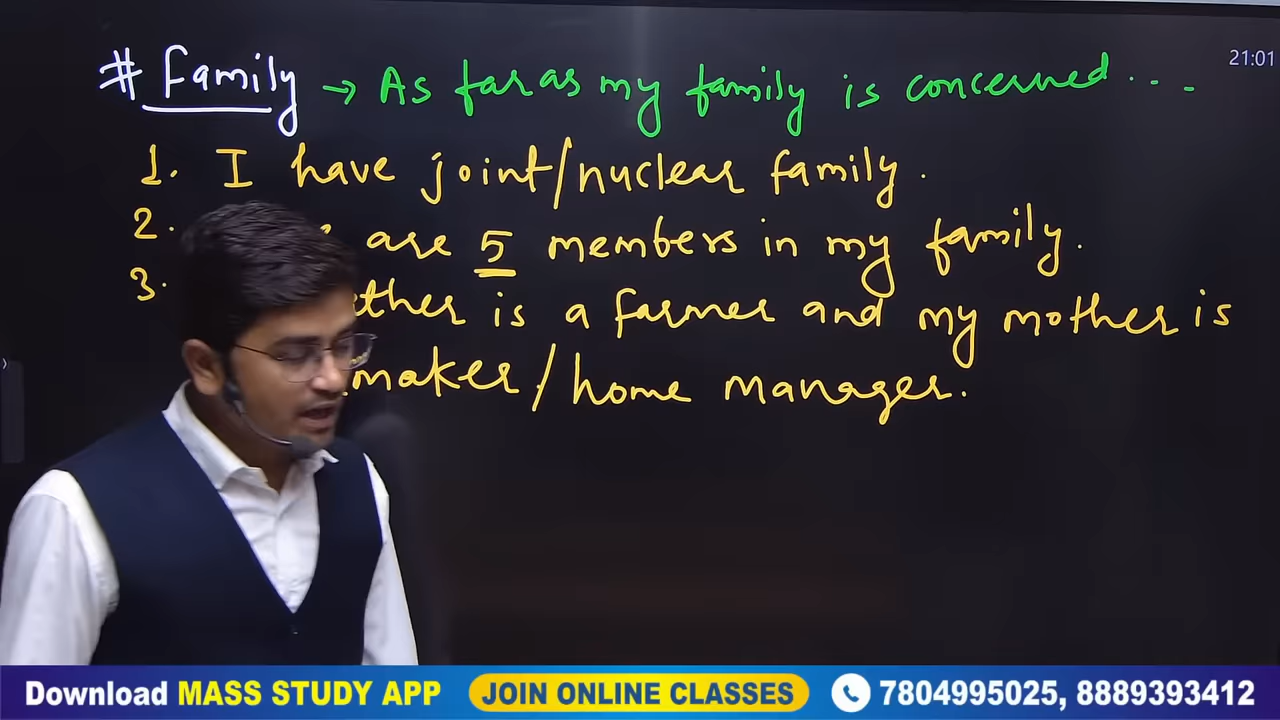 # Family → As far as my family is concerned...
21:01
1. I have joint/nuclear family.
2. are 5 members in my family.
3. is a farmer and my mother is
maker/home manager.
Download MASS STUDY APP JOIN ONLINE CLASSES 7804995025, 8889393412